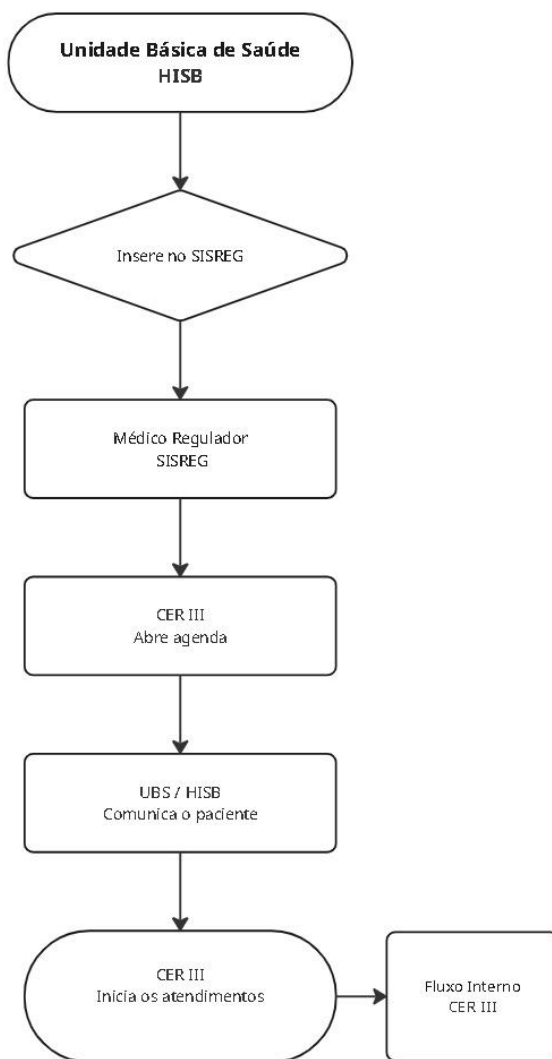 Unidade Básica de Saúde
HISB
Insere no SISREG
Médico Regulador
SISREG
CER III
Abre agenda
UBS / HISB
Comunica o paciente
CER III
Inicia os atendimentos
Fluxo Interno
CER III